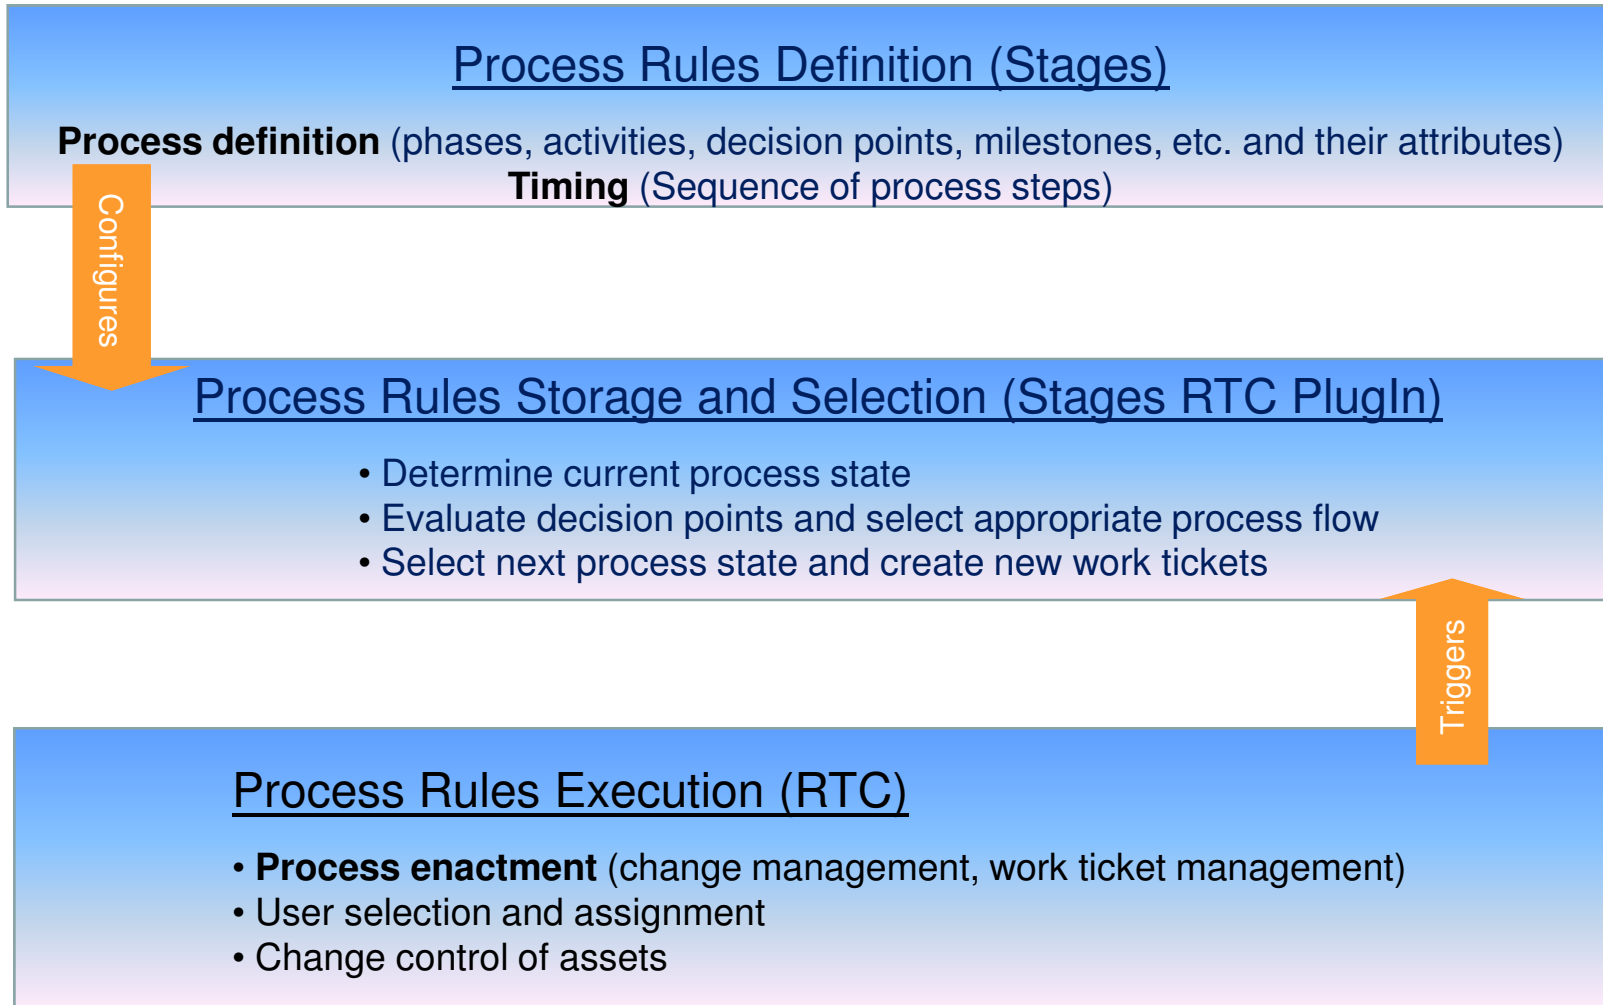 Process Rules Definition (Stages)
Process definition (phases, activities, decision points, milestones, etc. and their attributes)
Timing (Sequence of process steps)
Configures
Process Rules Storage and Selection (Stages RTC PlugIn)
• Determine current process state
• Evaluate decision points and select appropriate process flow
• Select next process state and create new work tickets
Triggers
Process Rules Execution (RTC)
• Process enactment (change management, work ticket management)
• User selection and assignment
• Change control of assets